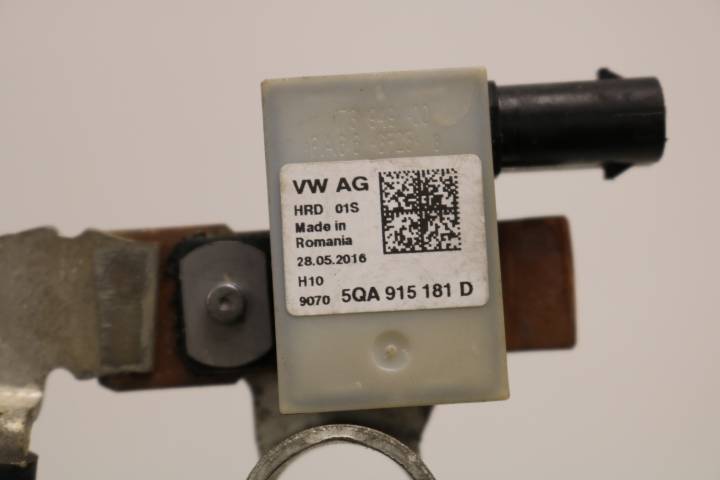 VW AG
HRD 01S
Made in
Romania
28.05.2016
H10
9070 5QA 915 181 D